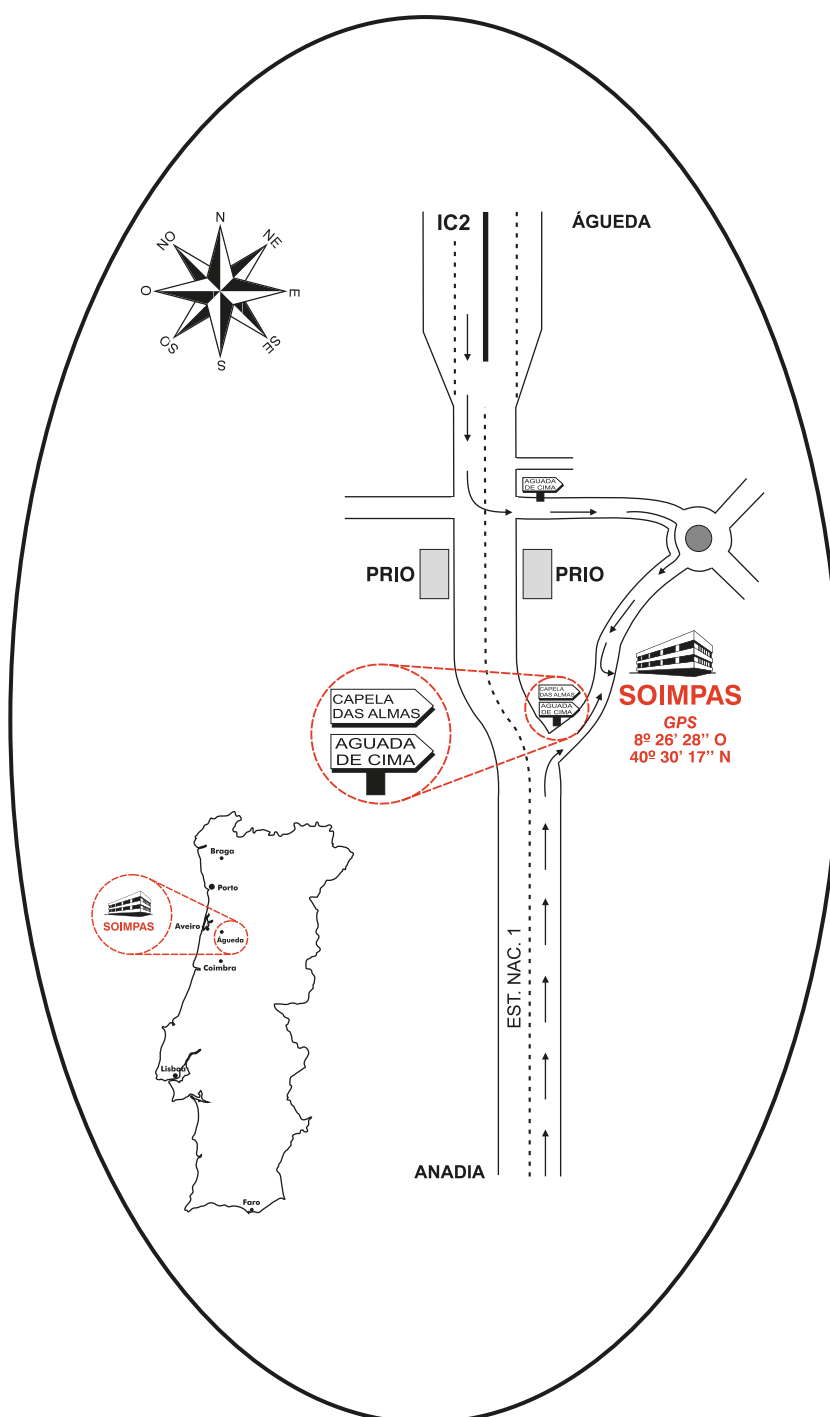 N
NE
E
SE
S
SO
O
NO
IC2
ÁGUEDA
AGUADA
DE CIMA
PRIO
PRIO
CAPELA
DAS ALMAS
AGUADA
DE CIMA
CAPELA
DAS ALMAS
AGUADA
DE CIMA
SOIMPAS
GPS
8º 26’ 28’’ O
40º 30’ 17’’ N
Braga
Porto
SOIMPAS
Aveiro
Águeda
Coimbra
Lisboa
Faro
EST. NAC. 1
ANADIA